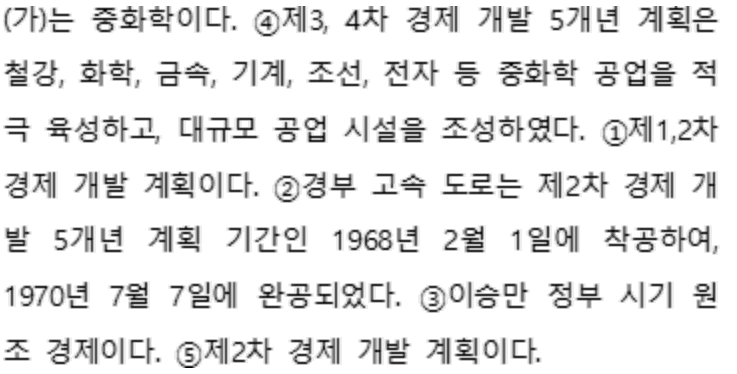 (가)는 중화학이다. ④제3, 4차 경제 개발 5개년 계획은
철강, 화학, 금속, 기계, 조선, 전자 등 중화학 공업을 적
극 육성하고, 대규모 공업 시설을 조성하였다. ①제1,2차
경제 개발 계획이다. ②경부 고속 도로는 제2차 경제 개
발 5개년 계획 기간인 1968년 2월 1일에 착공하여,
1970년 7월 7일에 완공되었다. ③이승만 정부 시기 원
조 경제이다. ⑤제2차 경제 개발 계획이다.